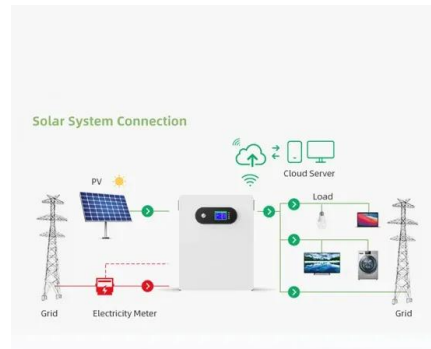 Solar System Connection
Cloud Server
PV
Load
Grid
Electricity Meter
Grid